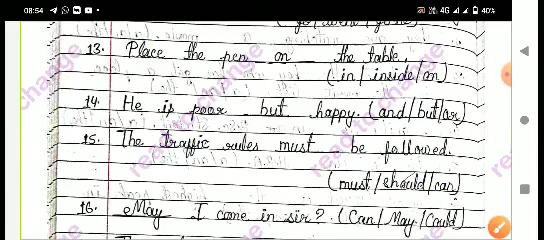 08:54
4G
40%
13. Place the pen on the table.
(in/inside/on)
14. He is poor but happy. (and/but/or)
15. The Traffic rules must be followed.
(must/should/can)
16. May I come in sir? (Can/May/Could)